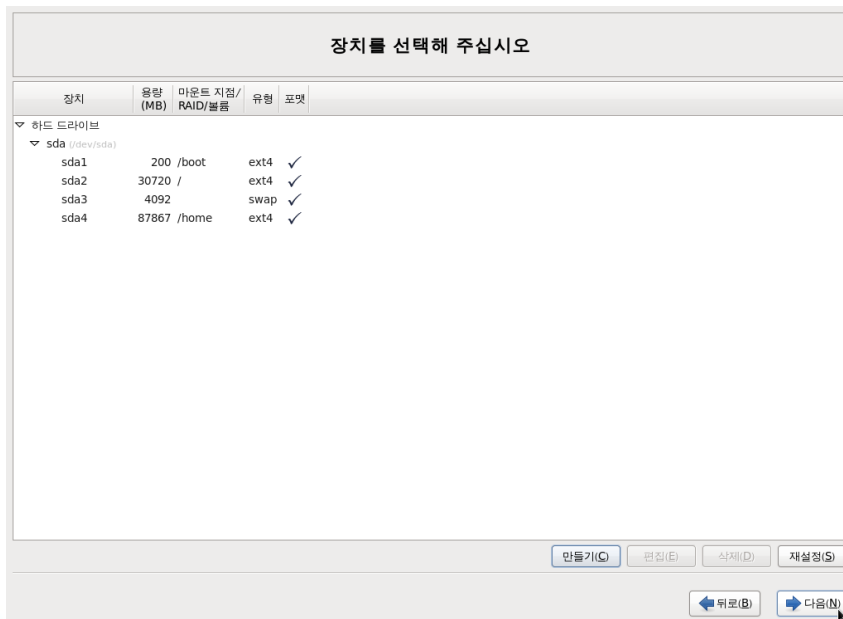 장치를 선택해 주십시오
장치 용량 (MB) 마운트 지점/ RAID/볼륨 유형 포맷
하드 드라이브
sda (/dev/sda)
sda1 200 /boot ext4
sda2 30720 / ext4
sda3 4092 swap
sda4 87867 /home ext4
만들기(C) 편집(E) 삭제(D) 재설정(S)
뒤로(B) 다음(N)